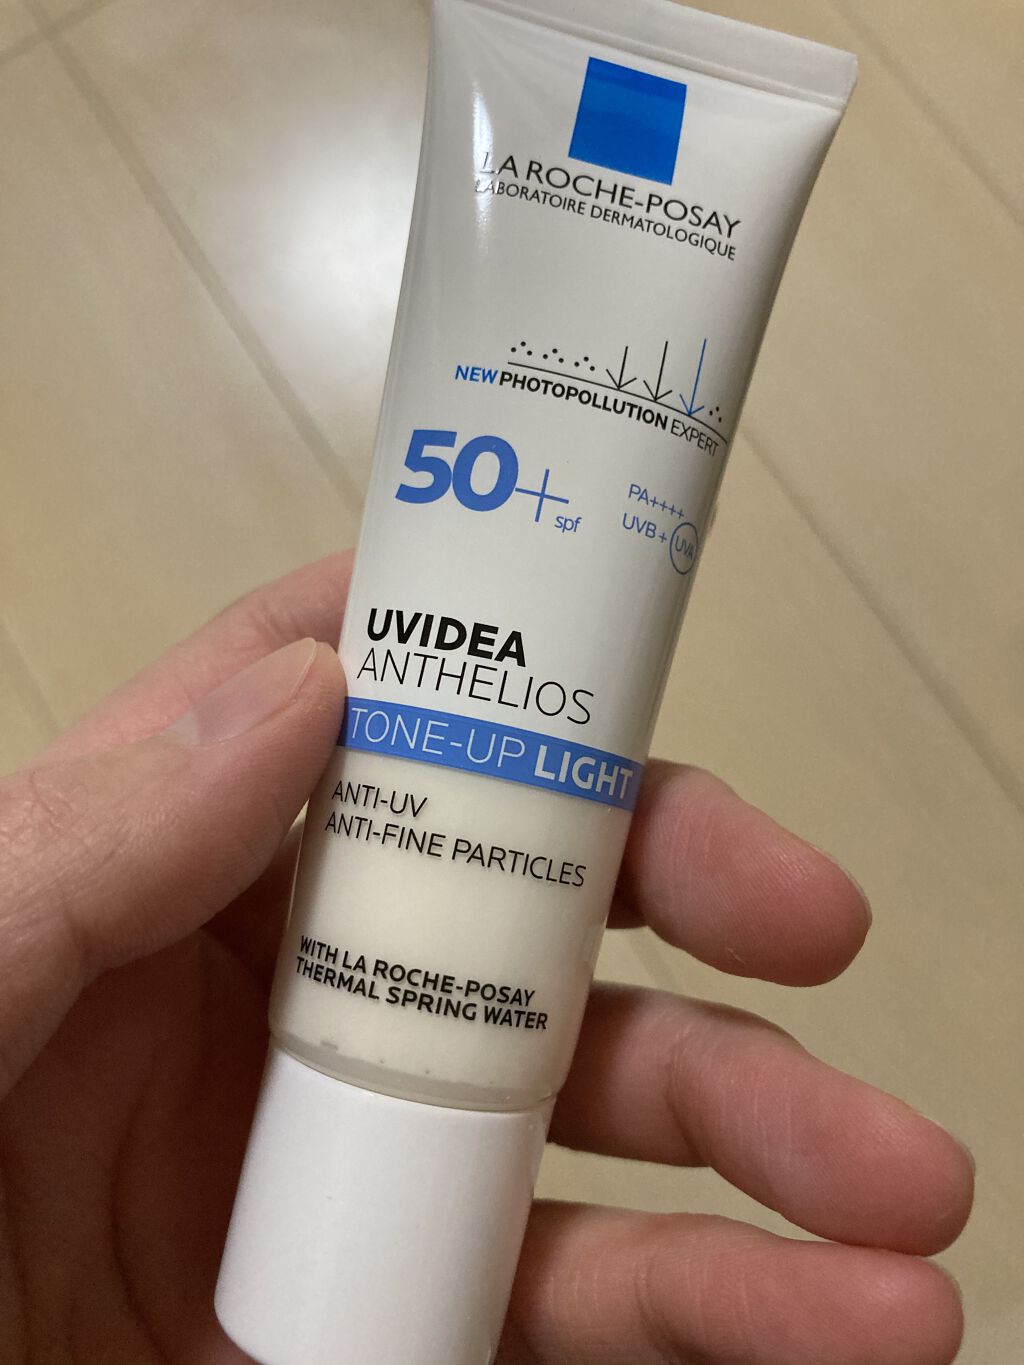 LA ROCHE-POSAY
LABORATOIRE DERMATOLOGIQUE
NEW PHOTOPOLLUTION EXPERT
50+ spf
PA++++
UVB + UVA
UVIDEA
ANTHELIOS
TONE-UP LIGHT
ANTI-UV
ANTI-FINE PARTICLES
WITH LA ROCHE-POSAY
THERMAL SPRING WATER